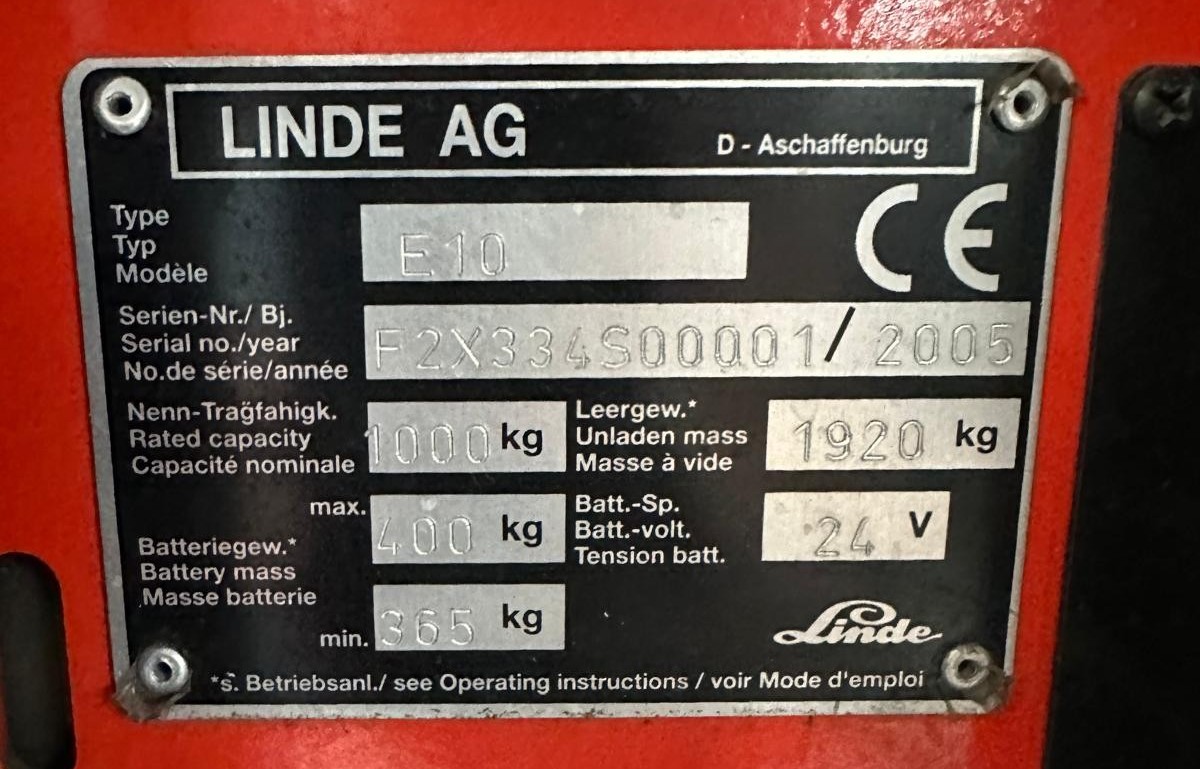 LINDE AG
D - Aschaffenburg
Type
Typ
Modèle
E10
CE
Serien-Nr./ Bj.
Serial no./year
No.de série/année
F2X334S00001/ 2005
Nenn-Trağfahigk.
Rated capacity
Capacité nominale
1000 kg
Leergew.*
Unladen mass
Masse à vide
1920 kg
max.
400 kg
Batteriegew.*
Battery mass
Masse batterie
min.
365 kg
Batt.-Sp.
Batt.-volt.
Tension batt.
24 V
Linde
*s. Betriebsanl./ see Operating instructions / voir Mode d'emploi